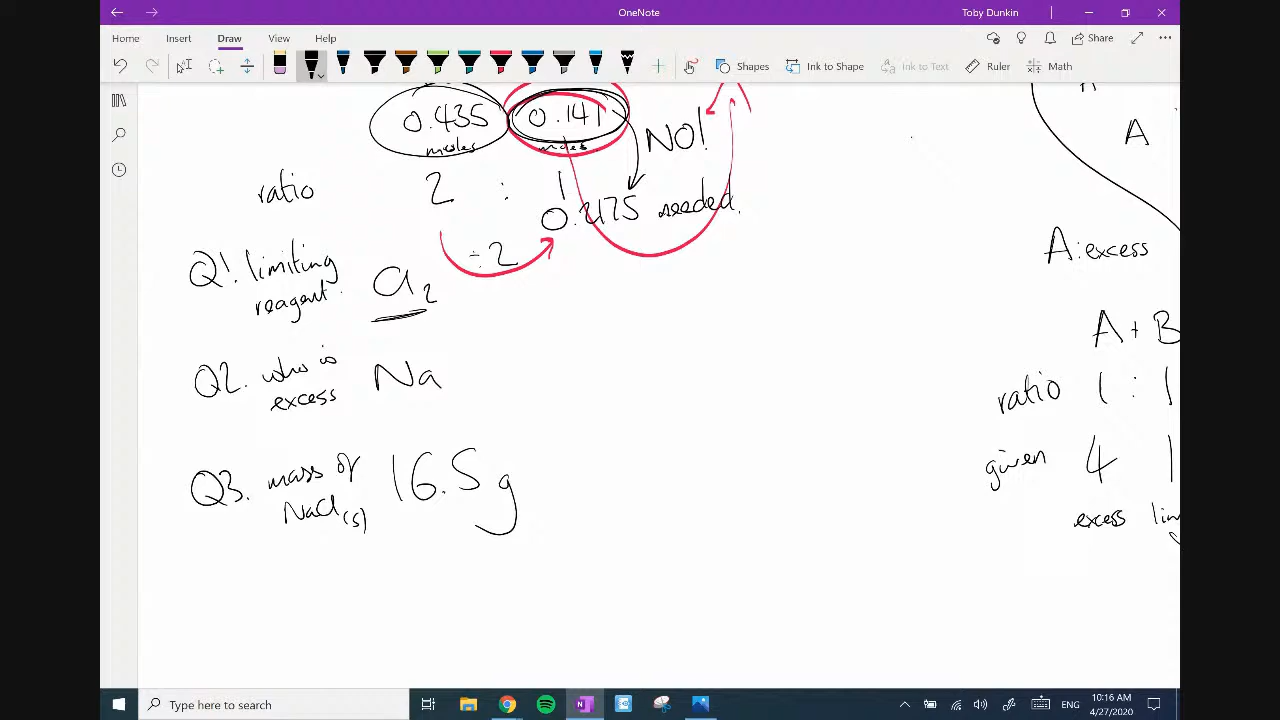 OneNote
Toby Dunkin
Home Insert Draw View Help
Share
Shapes Ink to Shape Ink to Text Ruler Math
0.435 0.141
moles moles
NO!
A
ratio 2 : 1
0.2175 needed.
÷2
Q1. limiting reagent. Cl2
A: excess
A + B
Q2. who is excess Na
ratio 1 : 1
given 4 1
Q3. mass of NaCl(s) 16.5g
excess
Type here to search
ENG
10:16 AM
4/27/2020